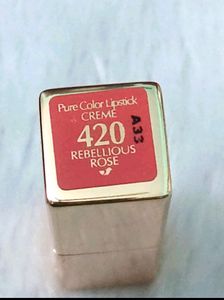 Pure Color Lipstick
CREME
420
REBELLIOUS
ROSE
A33